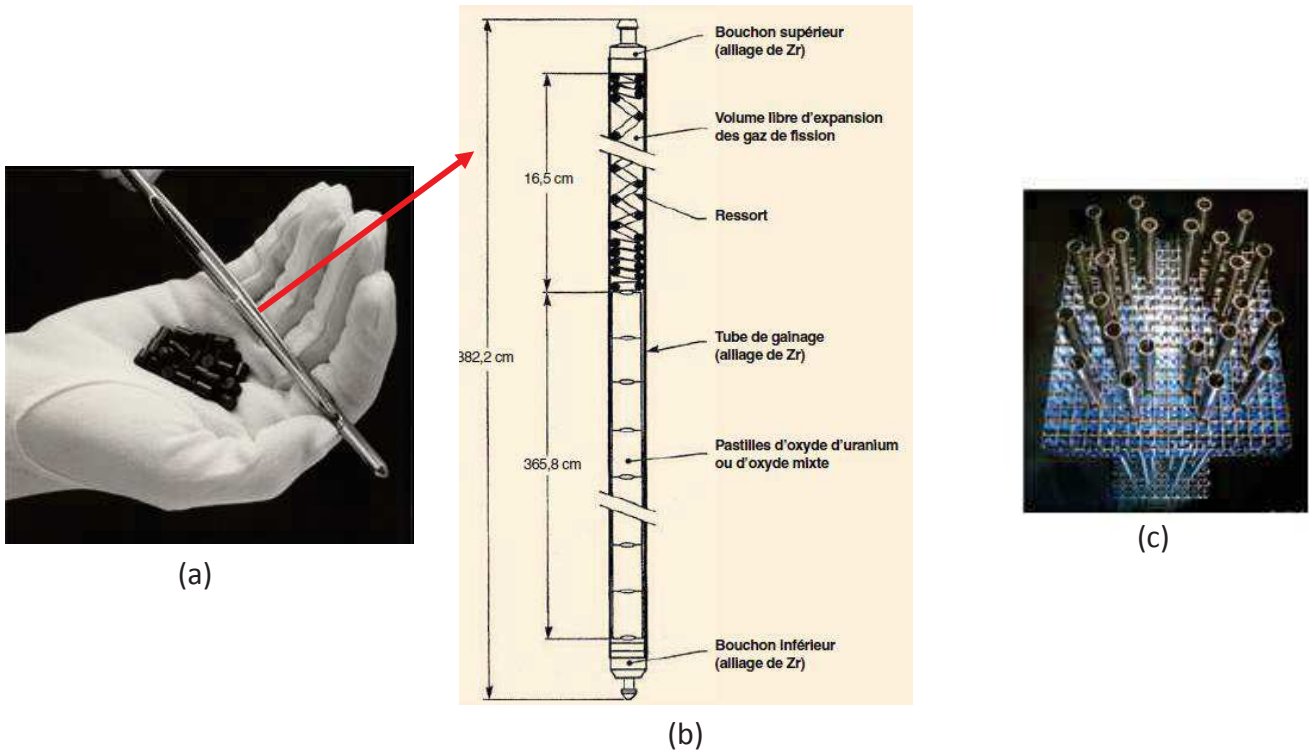 Bouchon supérieur
(alliage de Zr)
Volume libre d'expansion
des gaz de fission
16,5 cm
Ressort
Tube de gainage
(alliage de Zr)
382,2 cm
Pastilles d'oxyde d'uranium
ou d'oxyde mixte
365,8 cm
Bouchon inférieur
(alliage de Zr)
(a)
(b)
(c)